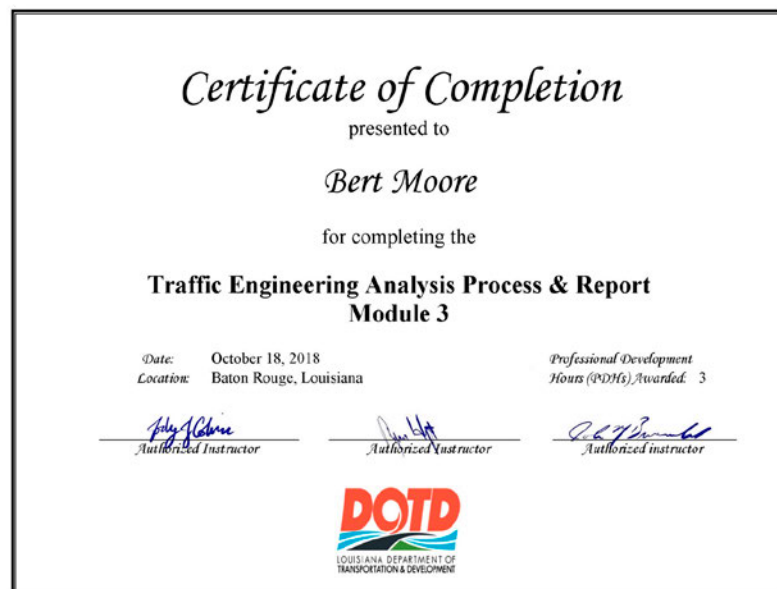 Certificate of Completion
presented to
Bert Moore
for completing the
Traffic Engineering Analysis Process & Report
Module 3
Date: October 18, 2018
Location: Baton Rouge, Louisiana
Professional Development
Hours (PDHs) Awarded: 3
Authorized Instructor
Authorized Instructor
Authorized instructor
DOTD
LOUISIANA DEPARTMENT OF
TRANSPORTATION & DEVELOPMENT